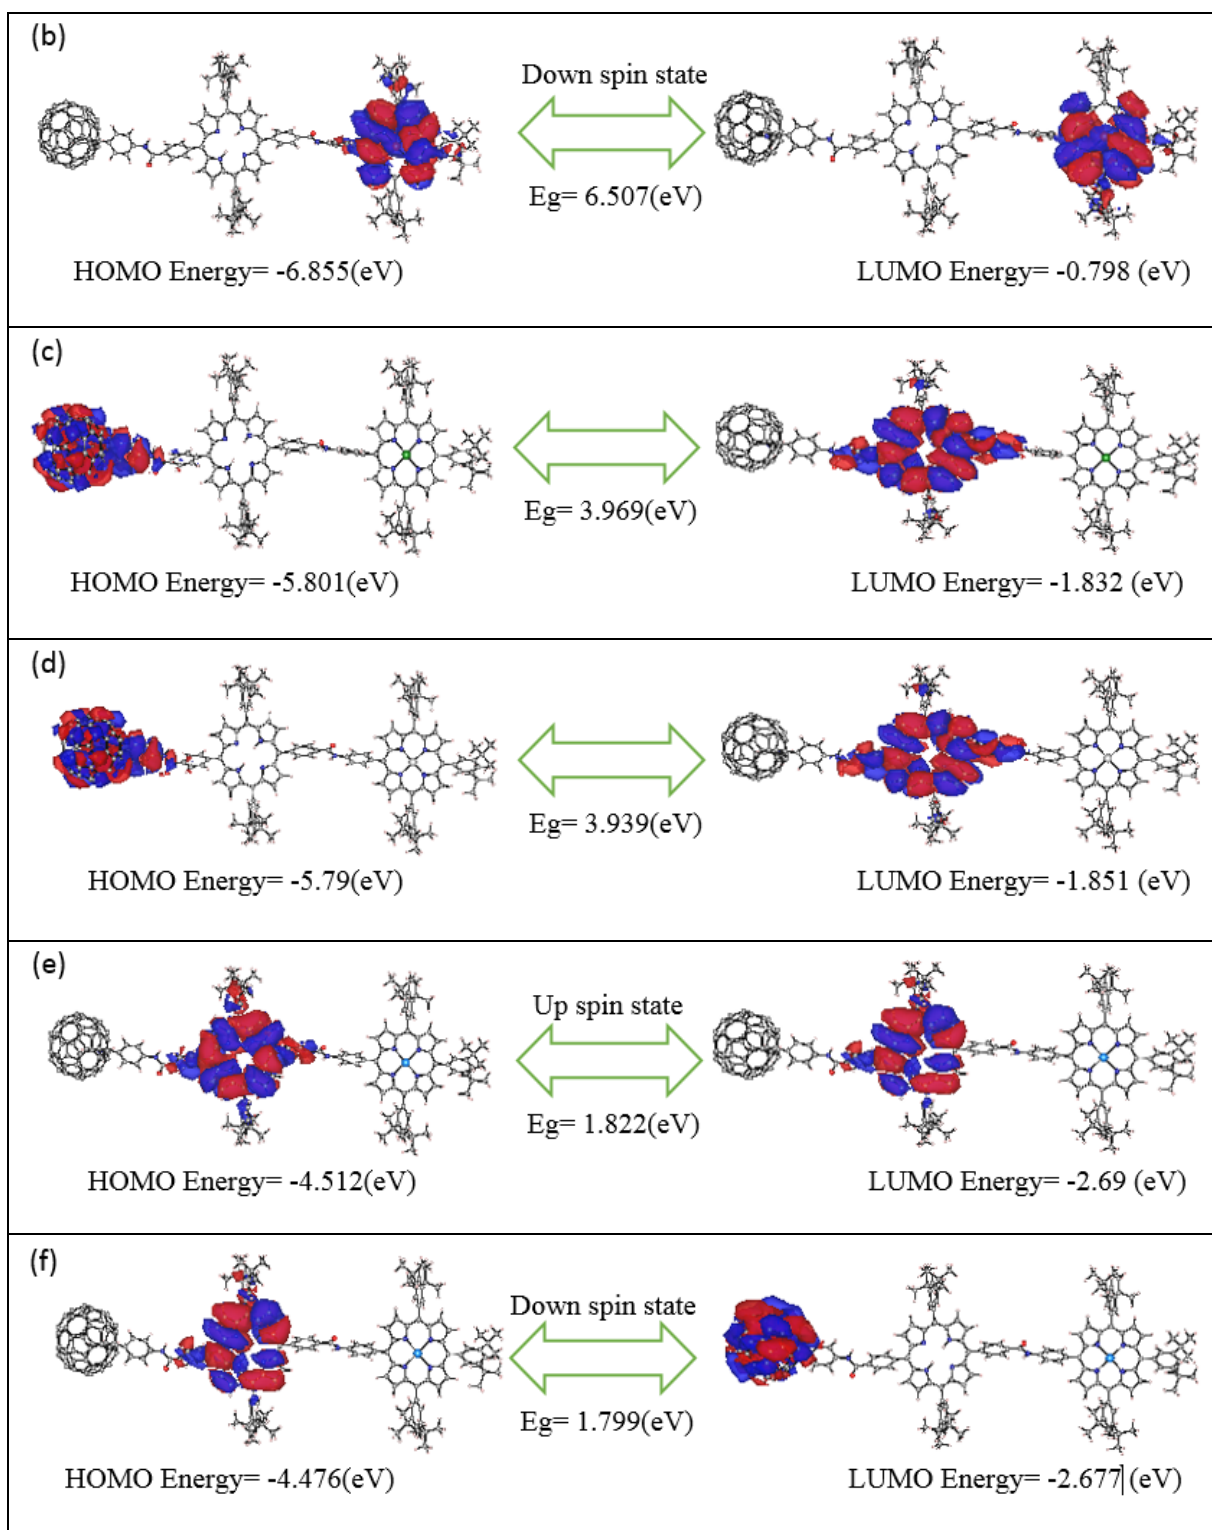 (b)
Down spin state
Eg= 6.507(eV)
HOMO Energy= -6.855(eV)
LUMO Energy= -0.798 (eV)
(c)
Eg= 3.969(eV)
HOMO Energy= -5.801(eV)
LUMO Energy= -1.832 (eV)
(d)
Eg= 3.939(eV)
HOMO Energy= -5.79(eV)
LUMO Energy= -1.851 (eV)
(e)
Up spin state
Eg= 1.822(eV)
HOMO Energy= -4.512(eV)
LUMO Energy= -2.69 (eV)
(f)
Down spin state
Eg= 1.799(eV)
HOMO Energy= -4.476(eV)
LUMO Energy= -2.677 (eV)